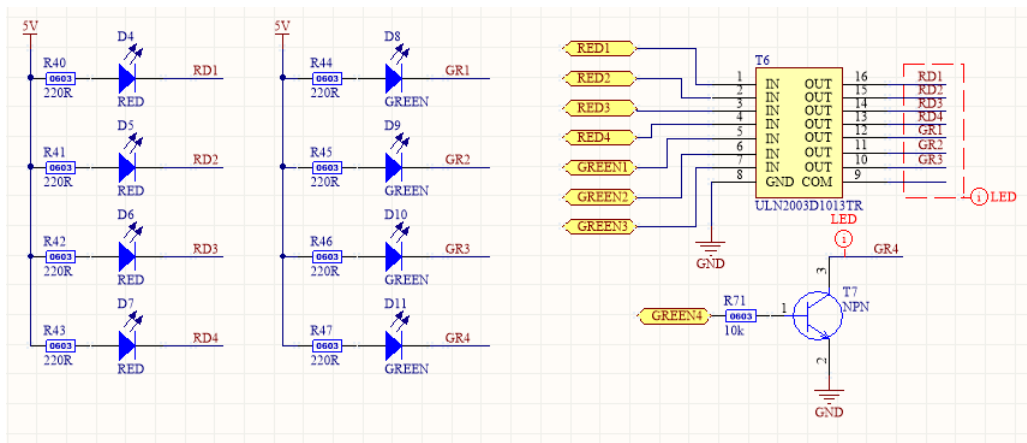 5V
D4
R40
0603
220R
RED
RD1
D5
R41
0603
220R
RED
RD2
D6
R42
0603
220R
RED
RD3
D7
R43
0603
220R
RED
RD4
5V
D8
R44
0603
220R
GREEN
GR1
D9
R45
0603
220R
GREEN
GR2
D10
R46
0603
220R
GREEN
GR3
D11
R47
0603
220R
GREEN
GR4
RED1
RED2
RED3
RED4
GREEN1
GREEN2
GREEN3
T6
1 IN OUT 16 RD1
2 IN OUT 15 RD2
3 IN OUT 14 RD3
4 IN OUT 13 RD4
5 IN OUT 12 GR1
6 IN OUT 11 GR2
7 IN OUT 10 GR3
8 GND COM 9
ULN2003D1013TR
i LED
GND
LED
i
GR4
3
T7
NPN
GREEN4
R71
0603
10k
1
2
GND